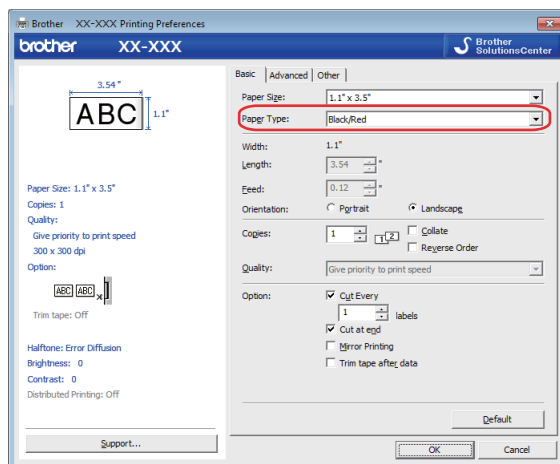 Brother XX-XXX Printing Preferences
brother XX-XXX
Brother
SolutionsCenter
3.54 "
ABC
1.1"
Paper Size: 1.1" x 3.5"
Copies: 1
Quality:
Give priority to print speed
300 x 300 dpi
Option:
ABC ABC x
Trim tape: Off
Halftone: Error Diffusion
Brightness: 0
Contrast: 0
Distributed Printing: Off
Support...
Basic Advanced Other
Paper Size: 1.1" x 3.5"
Paper Type: Black/Red
Width: 1.1"
Length: 3.54 "
Feed: 0.12 "
Orientation: Portrait Landscape
Copies: 1 1 2 Collate
Reverse Order
Quality: Give priority to print speed
Option: Cut Every
1 labels
Cut at end
Mirror Printing
Trim tape after data
Default
OK Cancel